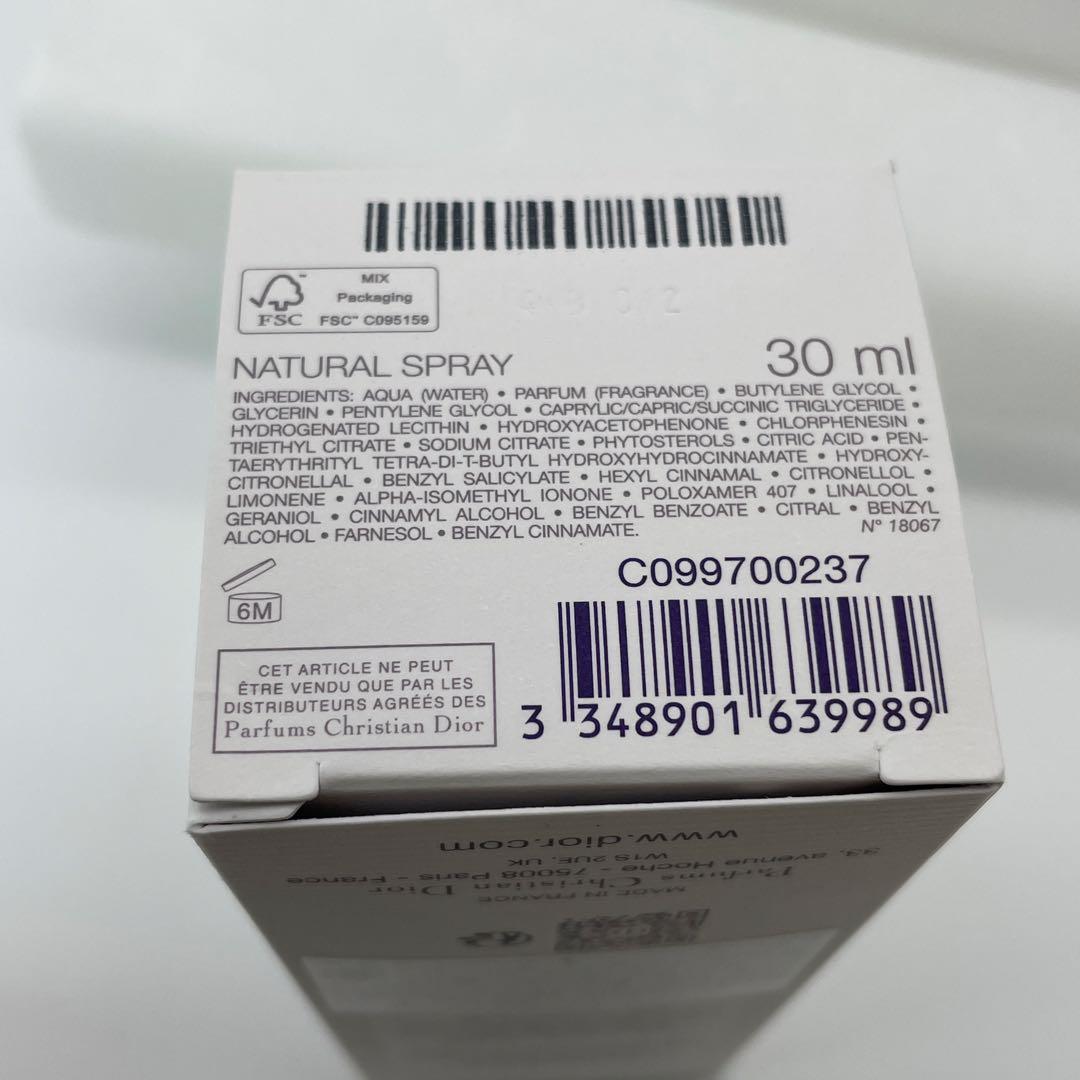 MIX
Packaging
FSC™ C095159
FSC
NATURAL SPRAY
30 ml
INGREDIENTS: AQUA (WATER) • PARFUM (FRAGRANCE) • BUTYLENE GLYCOL •
GLYCERIN • PENTYLENE GLYCOL • CAPRYLIC/CAPRIC/SUCCINIC TRIGLYCERIDE •
HYDROGENATED LECITHIN • HYDROXYACETOPHENONE • CHLORPHENESIN •
TRIETHYL CITRATE • SODIUM CITRATE • PHYTOSTEROLS • CITRIC ACID • PEN-
TAERYTHRITYL TETRA-DI-T-BUTYL HYDROXYHYDROCINNAMATE • HYDROXY-
CITRONELLAL • BENZYL SALICYLATE • HEXYL CINNAMAL • CITRONELLOL •
LIMONENE • ALPHA-ISOMETHYL IONONE • POLOXAMER 407 • LINALOOL •
GERANIOL • CINNAMYL ALCOHOL • BENZYL BENZOATE • CITRAL • BENZYL
ALCOHOL • FARNESOL • BENZYL CINNAMATE.
N° 18067
C099700237
6M
CET ARTICLE NE PEUT
ÊTRE VENDU QUE PAR LES
DISTRIBUTEURS AGRÉÉS DES
Parfums Christian Dior
3 348901 639989
www.dior.com
W1S 2UE, UK
33, avenue Hoche - 75008 Paris - France
Parfums Christian Dior
MADE IN FRANCE